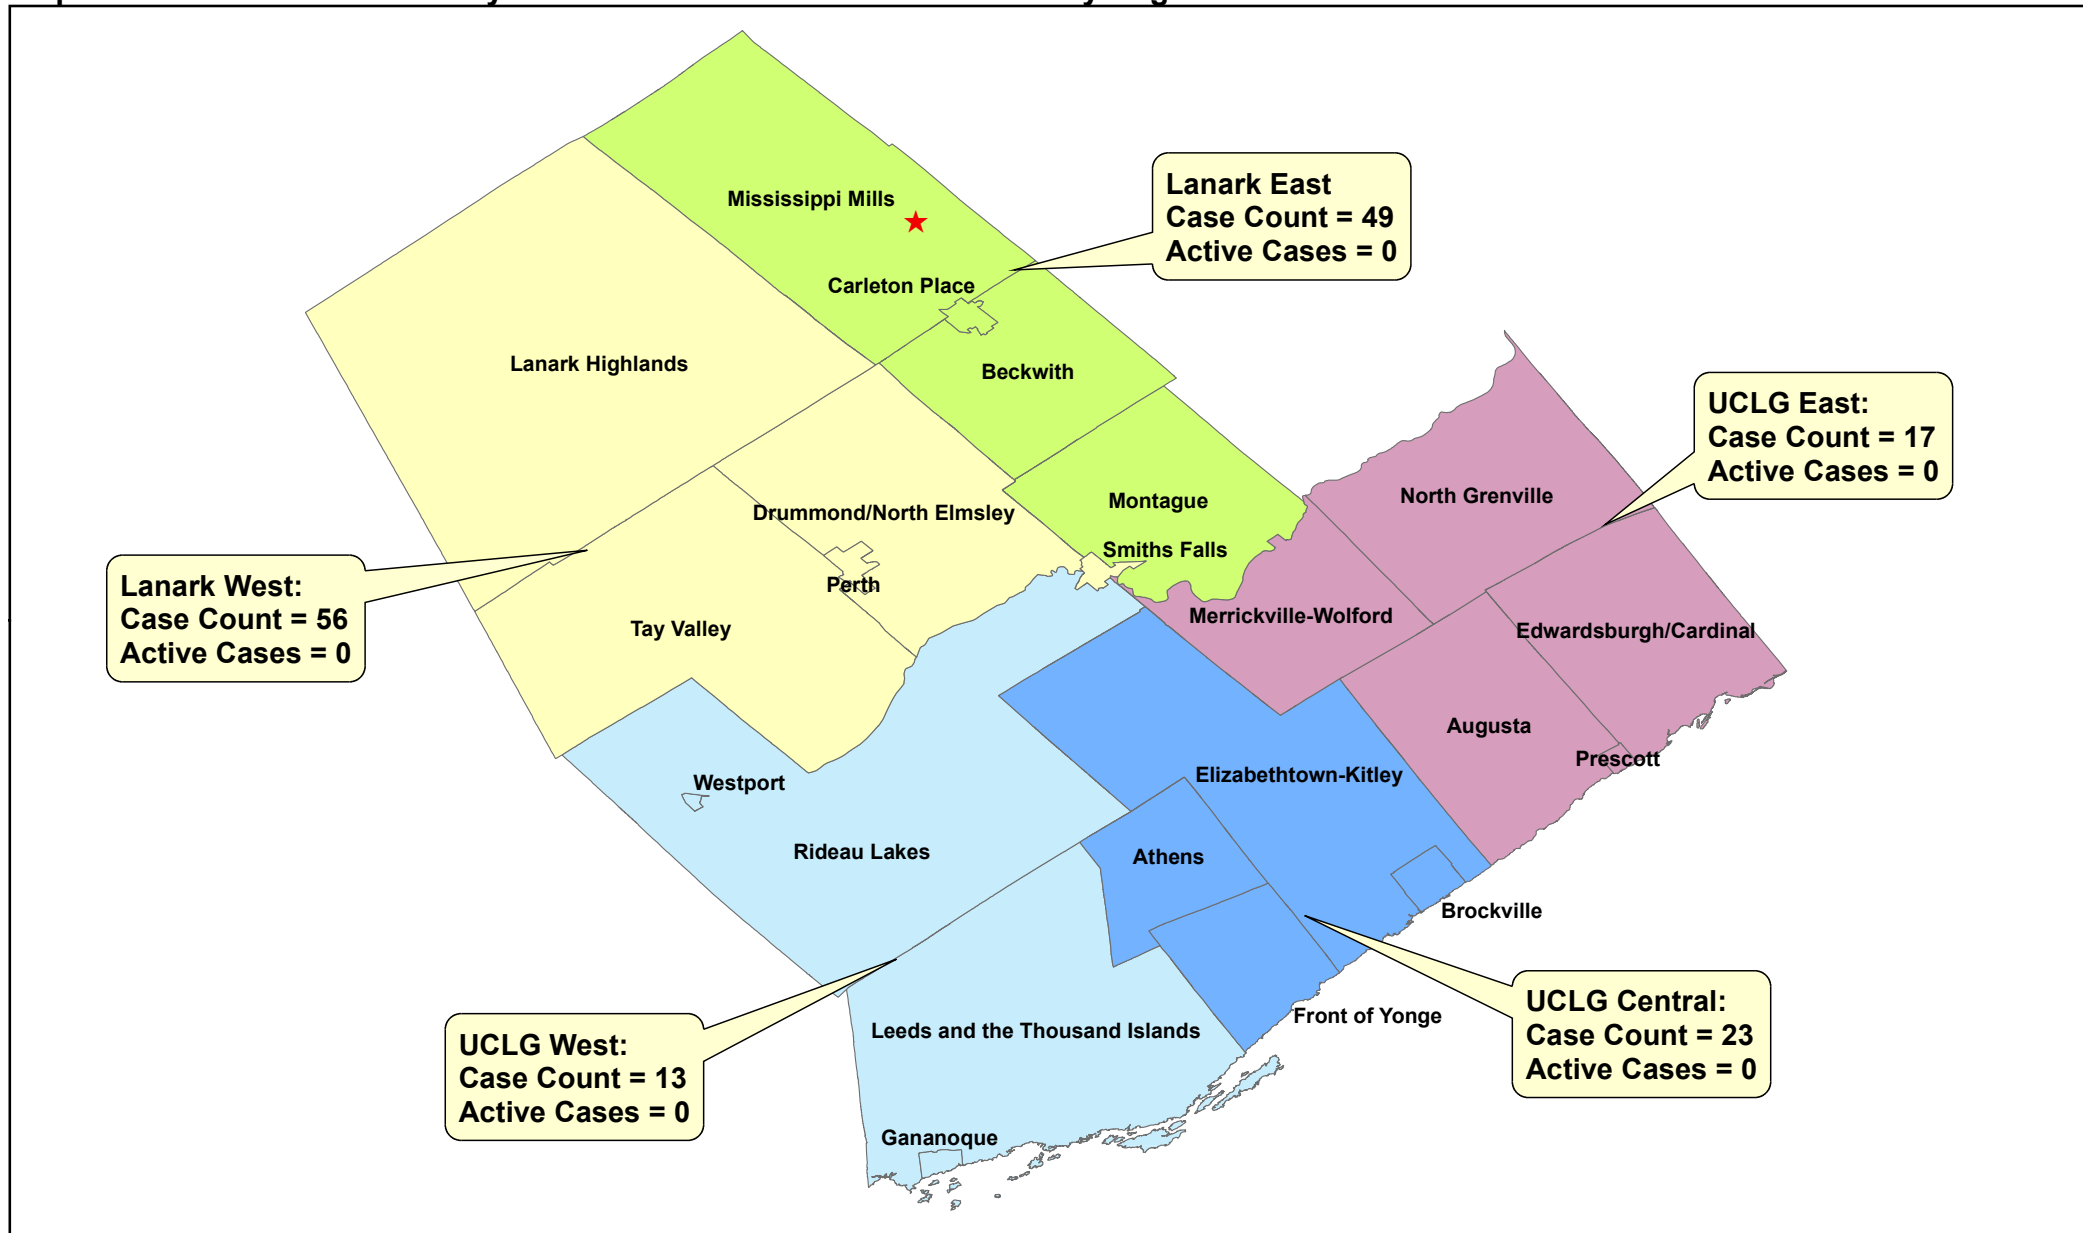 Mississippi Mills
Lanark East
Case Count = 49
Active Cases = 0
Carleton Place
Lanark Highlands
Beckwith
UCLG East:
Case Count = 17
Active Cases = 0
North Grenville
Montague
Drummond/North Elmsley
Smiths Falls
Perth
Lanark West:
Case Count = 56
Active Cases = 0
Tay Valley
Merrickville-Wolford
Edwardsburgh/Cardinal
Augusta
Prescott
Westport
Elizabethtown-Kitley
Rideau Lakes
Athens
Brockville
UCLG Central:
Case Count = 23
Active Cases = 0
Front of Yonge
Leeds and the Thousand Islands
UCLG West:
Case Count = 13
Active Cases = 0
Gananoque